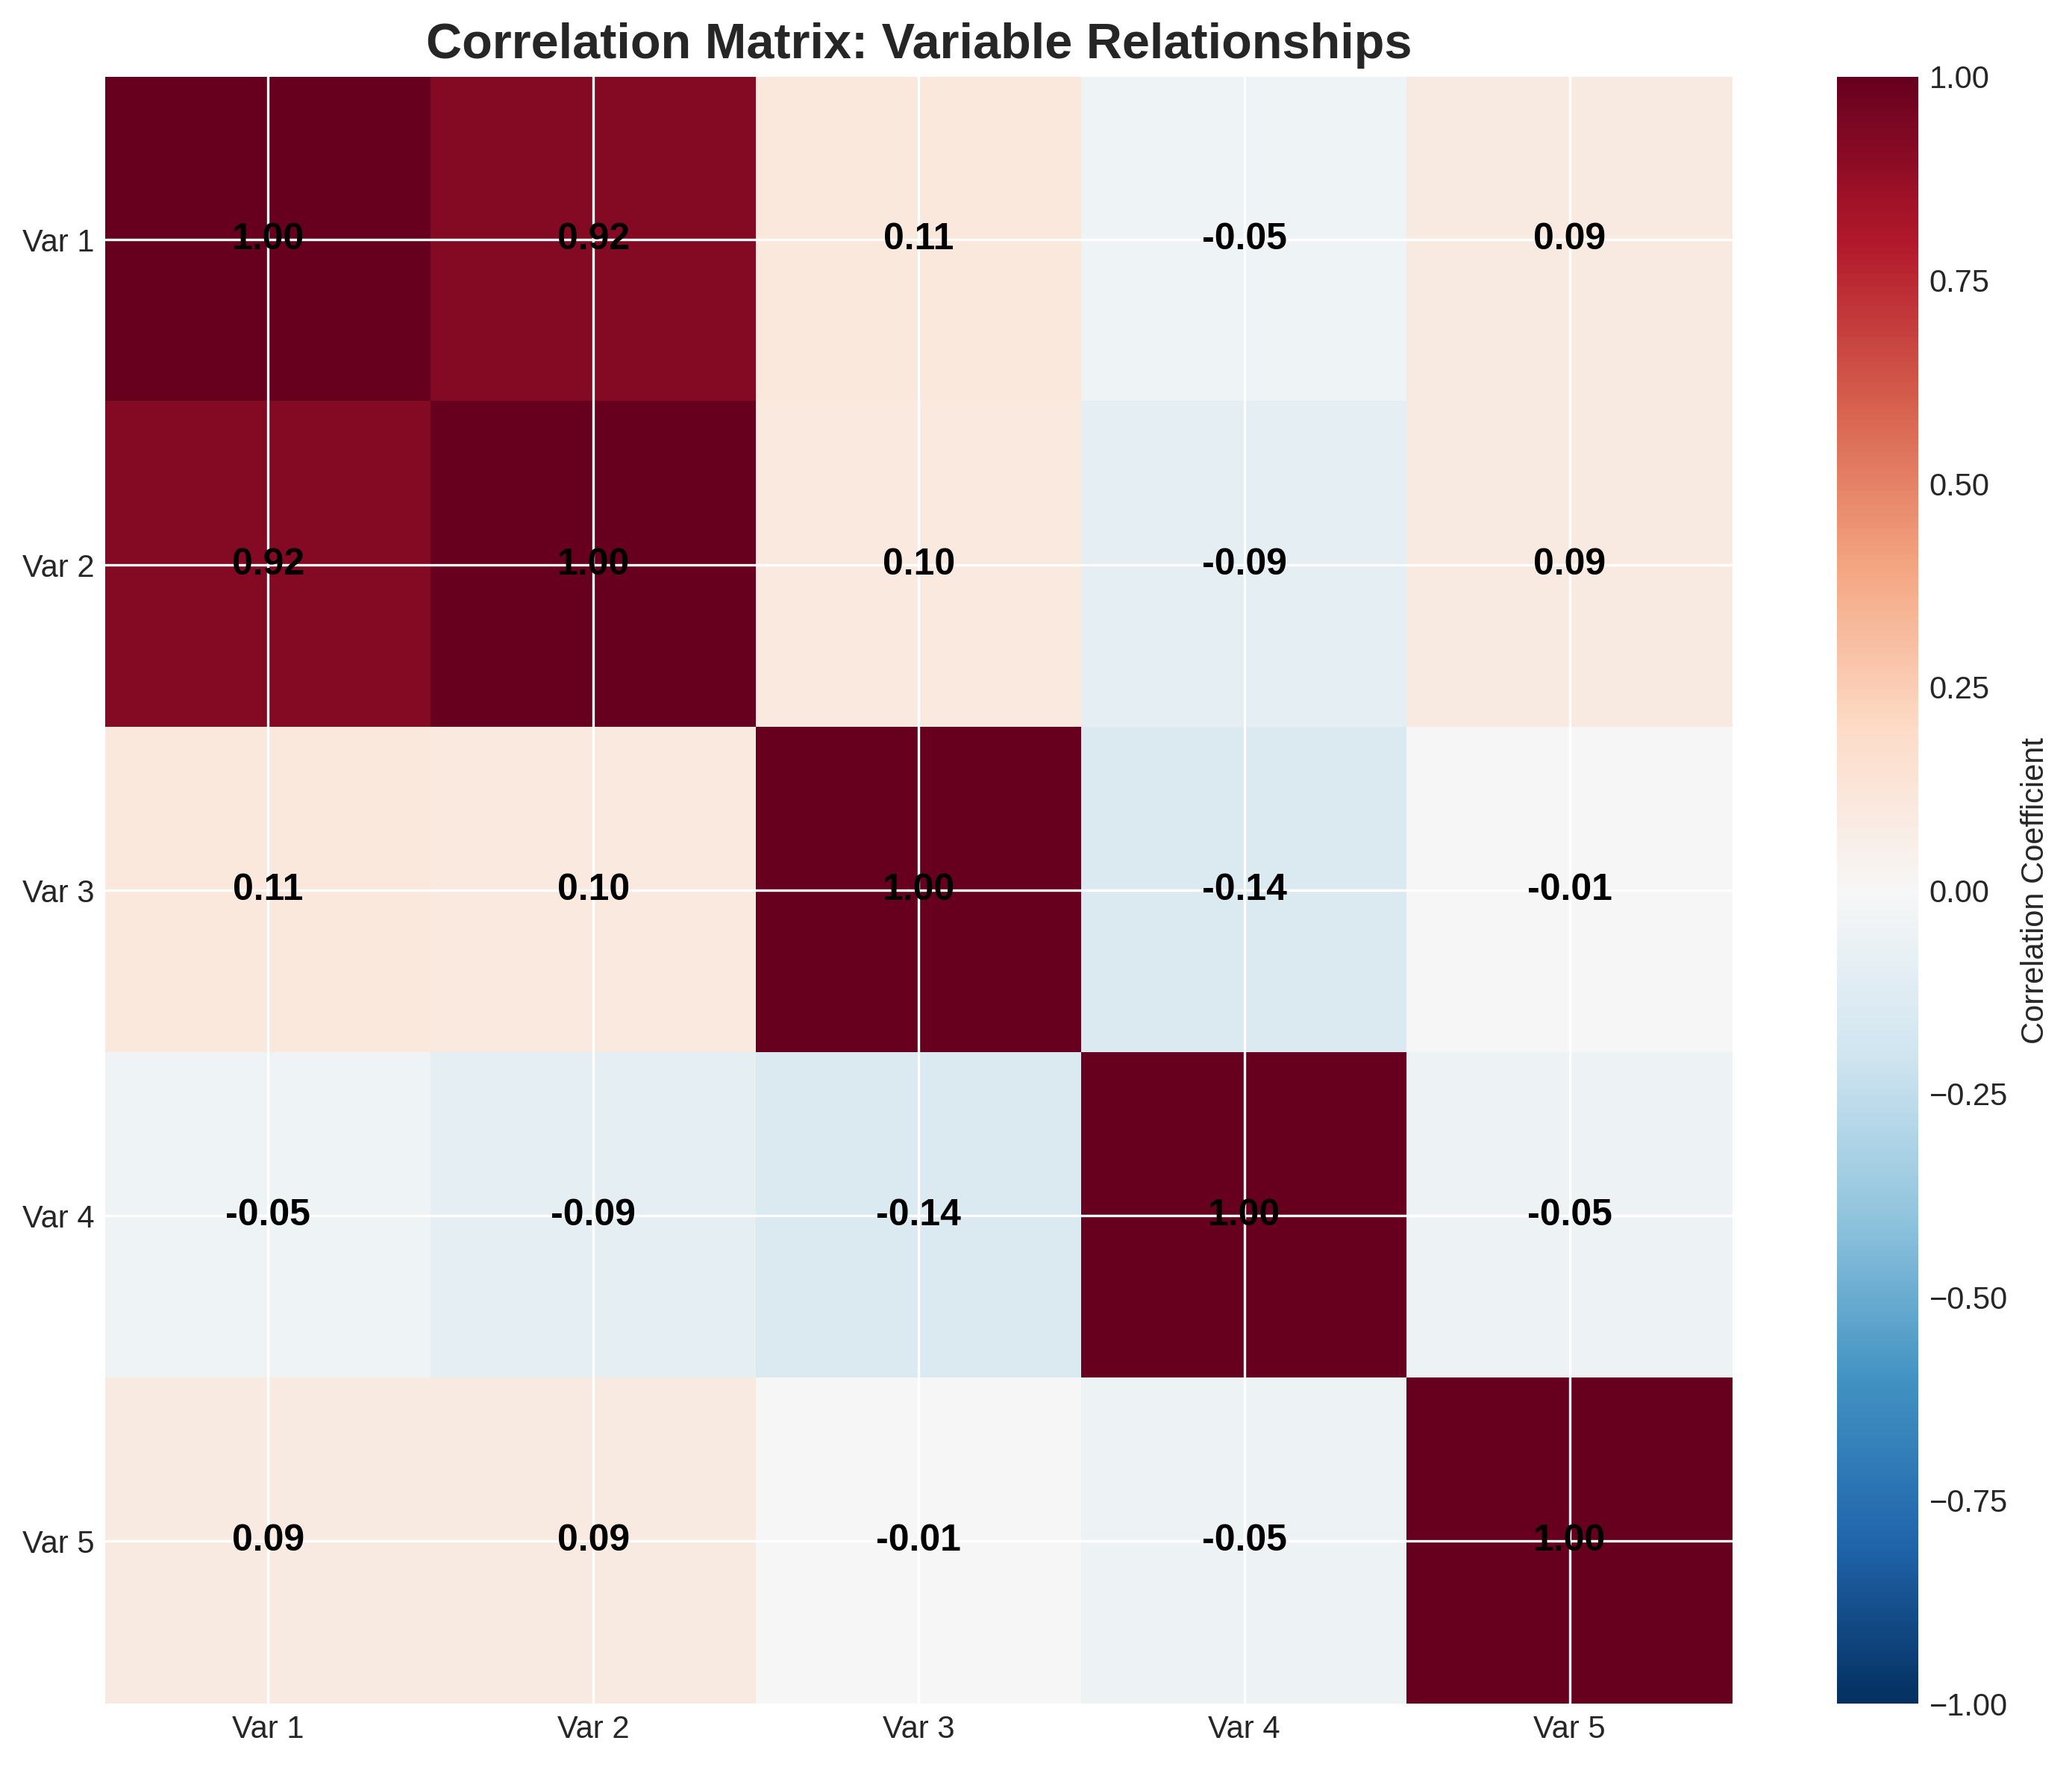 Correlation Matrix: Variable Relationships
Var 1 1.00 0.92 0.11 -0.05 0.09
Var 2 0.92 1.00 0.10 -0.09 0.09
Var 3 0.11 0.10 1.00 -0.14 -0.01
Var 4 -0.05 -0.09 -0.14 1.00 -0.05
Var 5 0.09 0.09 -0.01 -0.05 1.00
Var 1 Var 2 Var 3 Var 4 Var 5
1.00
0.75
0.50
0.25
0.00
−0.25
−0.50
−0.75
−1.00
Correlation Coefficient